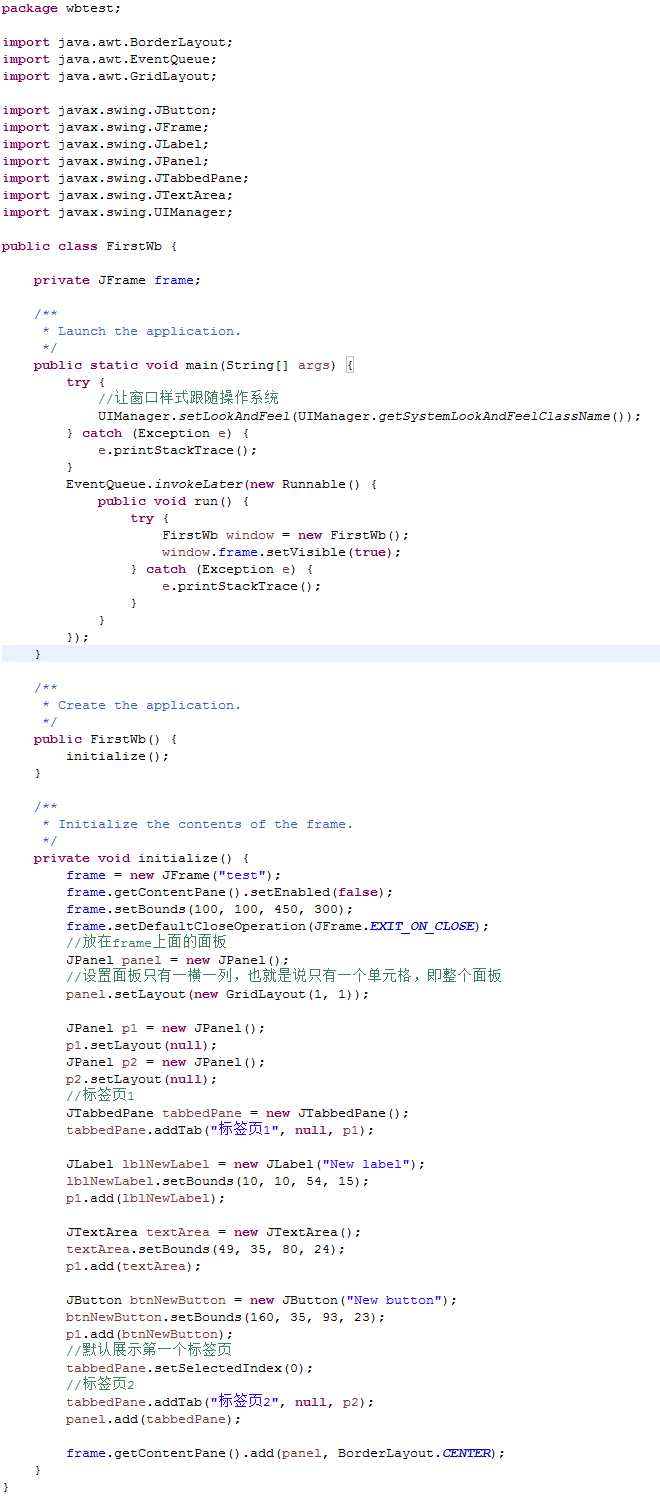 package wbtest;
import java.awt.BorderLayout;
import java.awt.EventQueue;
import java.awt.GridLayout;
import javax.swing.JButton;
import javax.swing.JFrame;
import javax.swing.JLabel;
import javax.swing.JPanel;
import javax.swing.JTabbedPane;
import javax.swing.JTextArea;
import javax.swing.UIManager;
public class FirstWb {
    private JFrame frame;
    /**
     * Launch the application.
     */
    public static void main(String[] args) {
        try {
            //让窗口样式跟随操作系统
            UIManager.setLookAndFeel(UIManager.getSystemLookAndFeelClassName());
        } catch (Exception e) {
            e.printStackTrace();
        }
        EventQueue.invokeLater(new Runnable() {
            public void run() {
                try {
                    FirstWb window = new FirstWb();
                    window.frame.setVisible(true);
                } catch (Exception e) {
                    e.printStackTrace();
                }
            }
        });
    }
    /**
     * Create the application.
     */
    public FirstWb() {
        initialize();
    }
    /**
     * Initialize the contents of the frame.
     */
    private void initialize() {
        frame = new JFrame("test");
        frame.getContentPane().setEnabled(false);
        frame.setBounds(100, 100, 450, 300);
        frame.setDefaultCloseOperation(JFrame.EXIT_ON_CLOSE);
        //放在frame上面的面板
        JPanel panel = new JPanel();
        //设置面板只有一横一列，也就是说只有一个单元格，即整个面板
        panel.setLayout(new GridLayout(1, 1));
        JPanel p1 = new JPanel();
        p1.setLayout(null);
        JPanel p2 = new JPanel();
        p2.setLayout(null);
        //标签页1
        JTabbedPane tabbedPane = new JTabbedPane();
        tabbedPane.addTab("标签页1", null, p1);
        JLabel lblNewLabel = new JLabel("New label");
        lblNewLabel.setBounds(10, 10, 54, 15);
        p1.add(lblNewLabel);
        JTextArea textArea = new JTextArea();
        textArea.setBounds(49, 35, 80, 24);
        p1.add(textArea);
        JButton btnNewButton = new JButton("New button");
        btnNewButton.setBounds(160, 35, 93, 23);
        p1.add(btnNewButton);
        //默认展示第一个标签页
        tabbedPane.setSelectedIndex(0);
        //标签页2
        tabbedPane.addTab("标签页2", null, p2);
        panel.add(tabbedPane);
        frame.getContentPane().add(panel, BorderLayout.CENTER);
    }
}